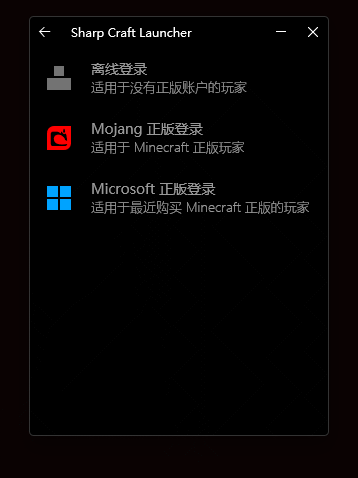 Sharp Craft Launcher
离线登录
适用于没有正版账户的玩家
Mojang 正版登录
适用于 Minecraft 正版玩家
Microsoft 正版登录
适用于最近购买 Minecraft 正版的玩家